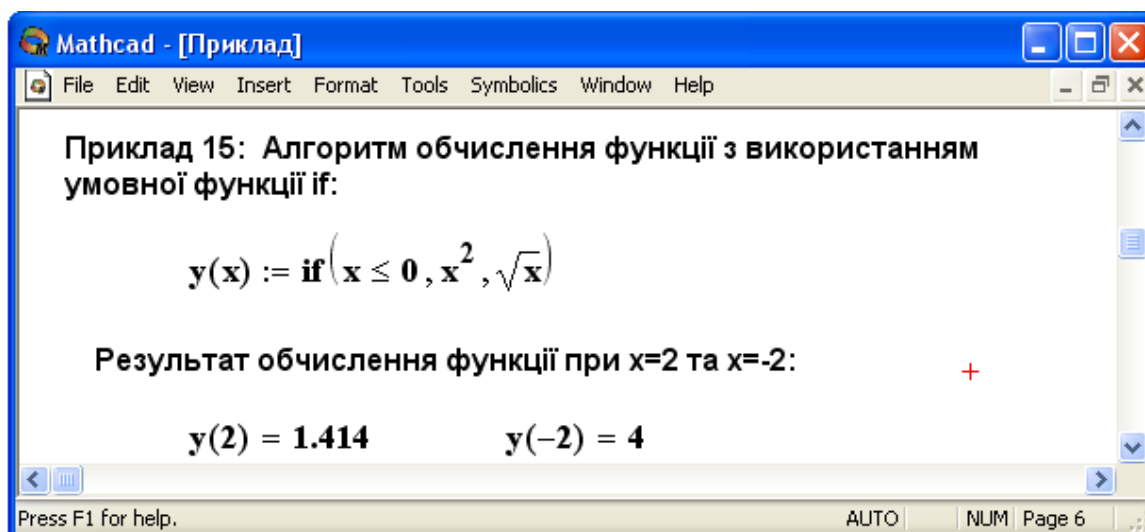 Mathcad - [Приклад]
File Edit View Insert Format Tools Symbolics Window Help
Приклад 15: Алгоритм обчислення функції з використанням
умовної функції if:
y(x) := if(x ≤ 0 , x² , √x)
Результат обчислення функції при x=2 та x=-2:
y(2) = 1.414 y(−2) = 4
Press F1 for help. AUTO NUM Page 6